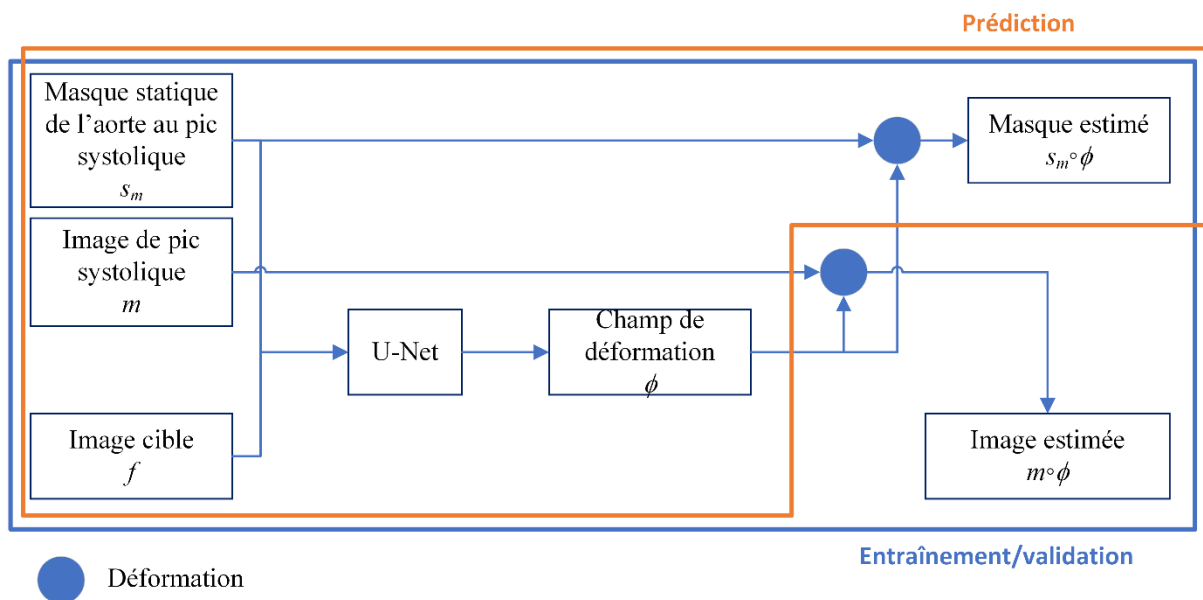 Prédiction
Masque statique
de l’aorte au pic
systolique
sₘ
Masque estimé
sₘ∘ϕ
Image de pic
systolique
m
U-Net
Champ de
déformation
ϕ
Image cible
f
Image estimée
m∘ϕ
Entraînement/validation
Déformation